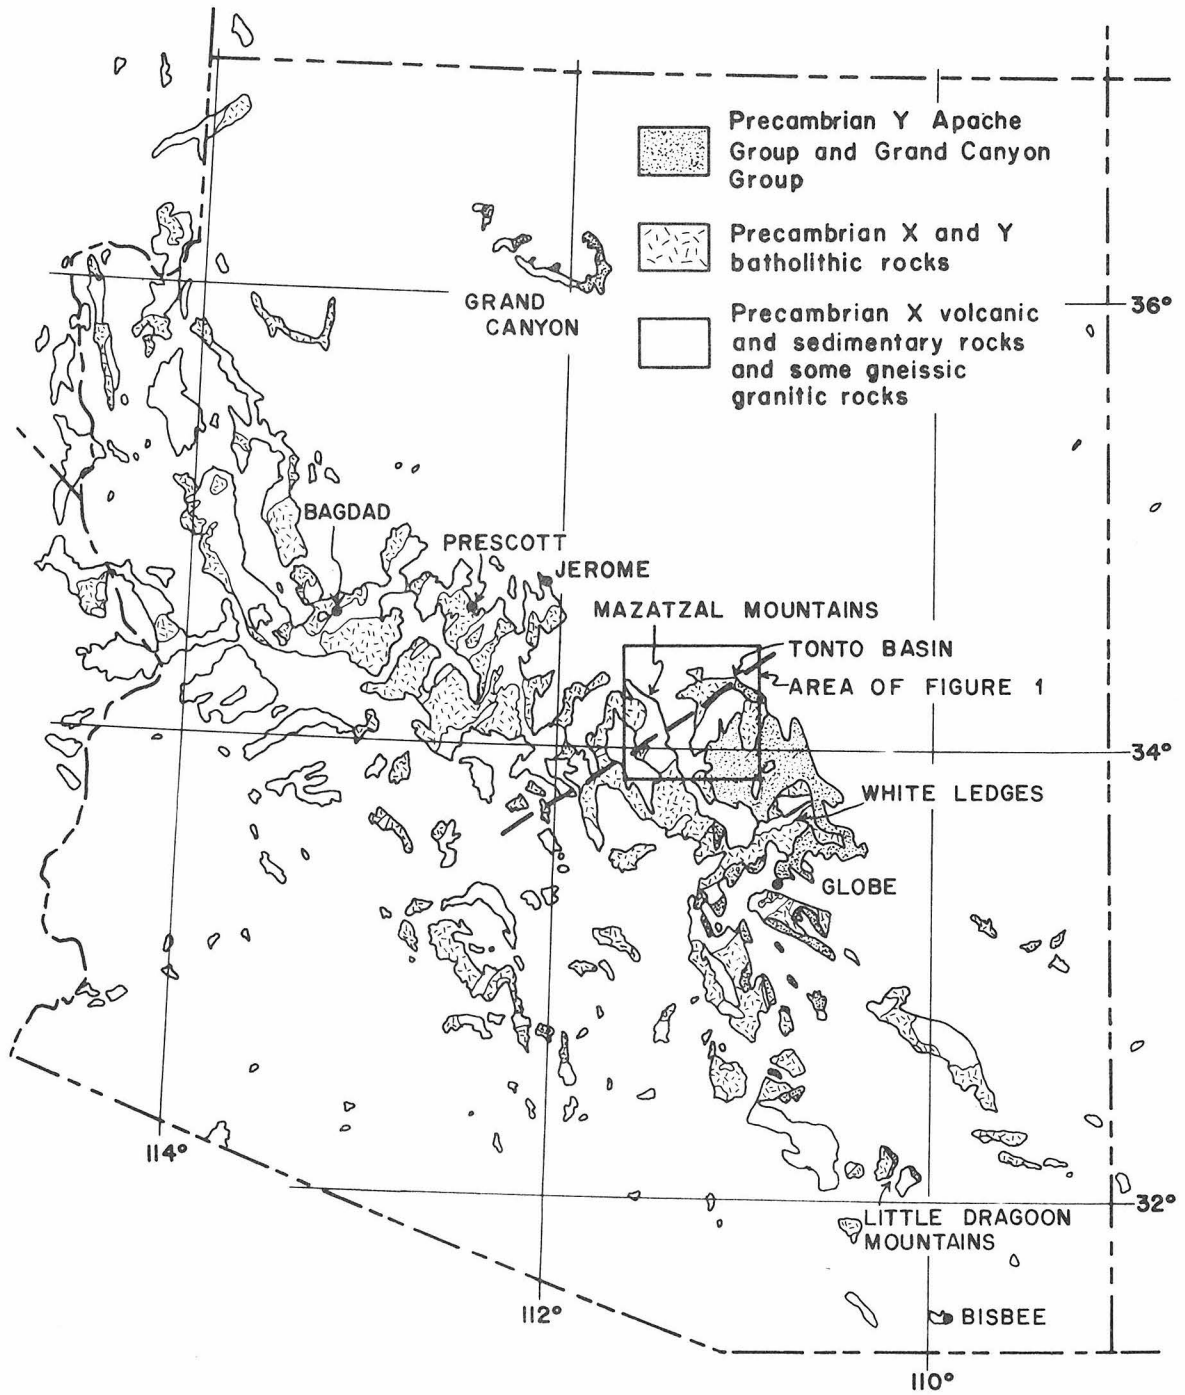 Precambrian Y Apache
Group and Grand Canyon
Group
Precambrian X and Y
batholithic rocks
Precambrian X volcanic
and sedimentary rocks
and some gneissic
granitic rocks
GRAND
CANYON
36°
BAGDAD
PRESCOTT
JEROME
MAZATZAL MOUNTAINS
TONTO BASIN
AREA OF FIGURE 1
34°
WHITE LEDGES
GLOBE
114°
32°
LITTLE DRAGOON
MOUNTAINS
112°
BISBEE
110°